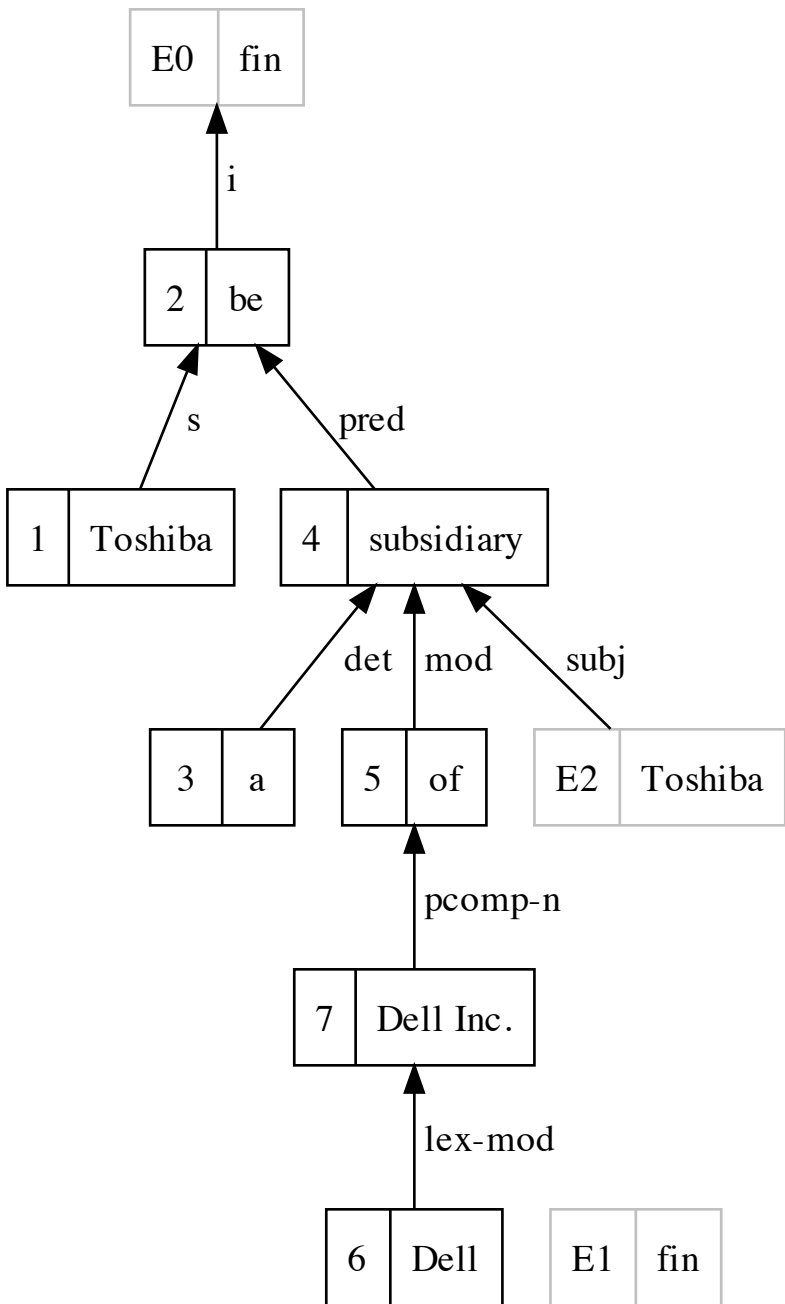 E0 fin
i
2 be
s pred
1 Toshiba 4 subsidiary
det mod subj
3 a 5 of E2 Toshiba
pcomp-n
7 Dell Inc.
lex-mod
6 Dell E1 fin